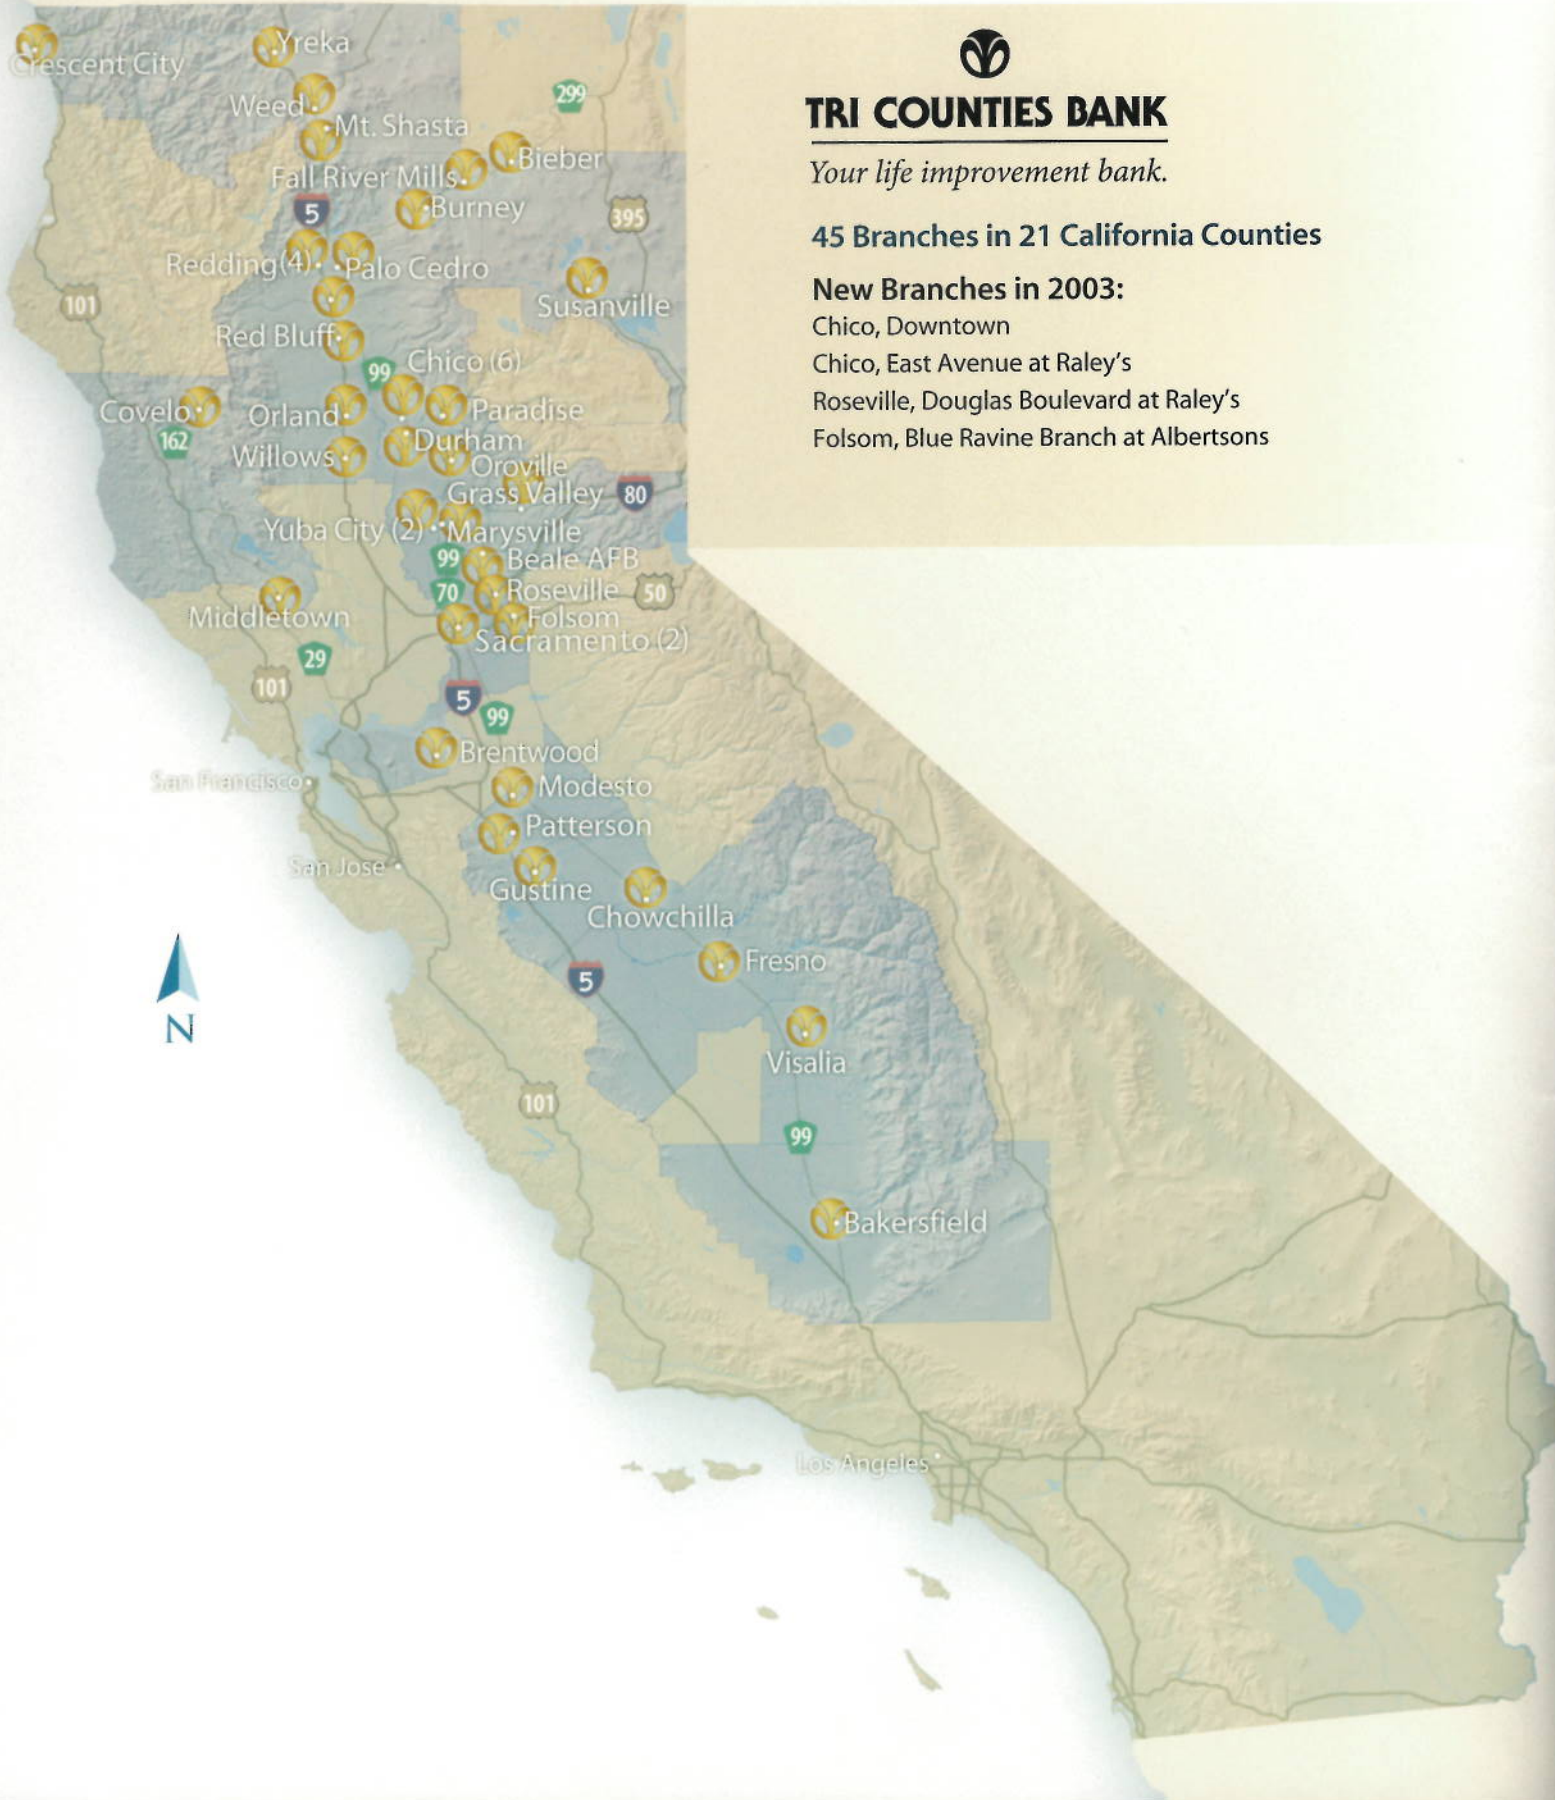 TRI COUNTIES BANK
Your life improvement bank.
45 Branches in 21 California Counties
New Branches in 2003:
Chico, Downtown
Chico, East Avenue at Raley's
Roseville, Douglas Boulevard at Raley's
Folsom, Blue Ravine Branch at Albertsons
Crescent City
Yreka
Weed
Mt. Shasta
299
Bieber
Fall River Mills
5
Burney
395
Redding(4)
Palo Cedro
101
Susanville
Red Bluff
99
Chico (6)
Covelo
Orland
Paradise
162
Durham
Willows
Oroville
Grass Valley
80
Yuba City (2)
Marysville
99
Beale AFB
70
Roseville
50
Middletown
Folsom
Sacramento (2)
29
101
5
99
Brentwood
San Francisco
Modesto
Patterson
San Jose
Gustine
Chowchilla
Fresno
5
N
Visalia
101
99
Bakersfield
Los Angeles